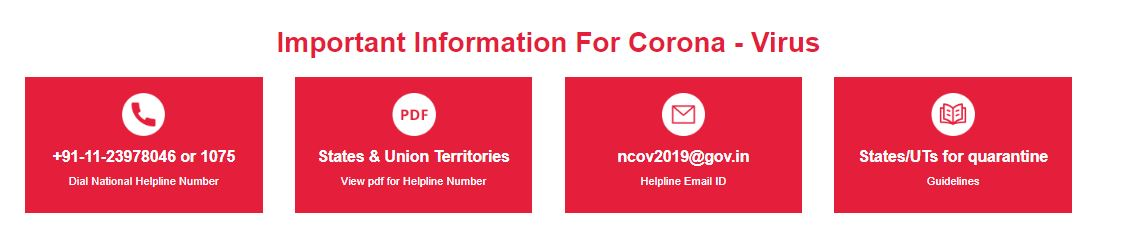 Important Information For Corona - Virus
+91-11-23978046 or 1075
Dial National Helpline Number
PDF
States & Union Territories
View pdf for Helpline Number
ncov2019@gov.in
Helpline Email ID
States/UTs for quarantine
Guidelines